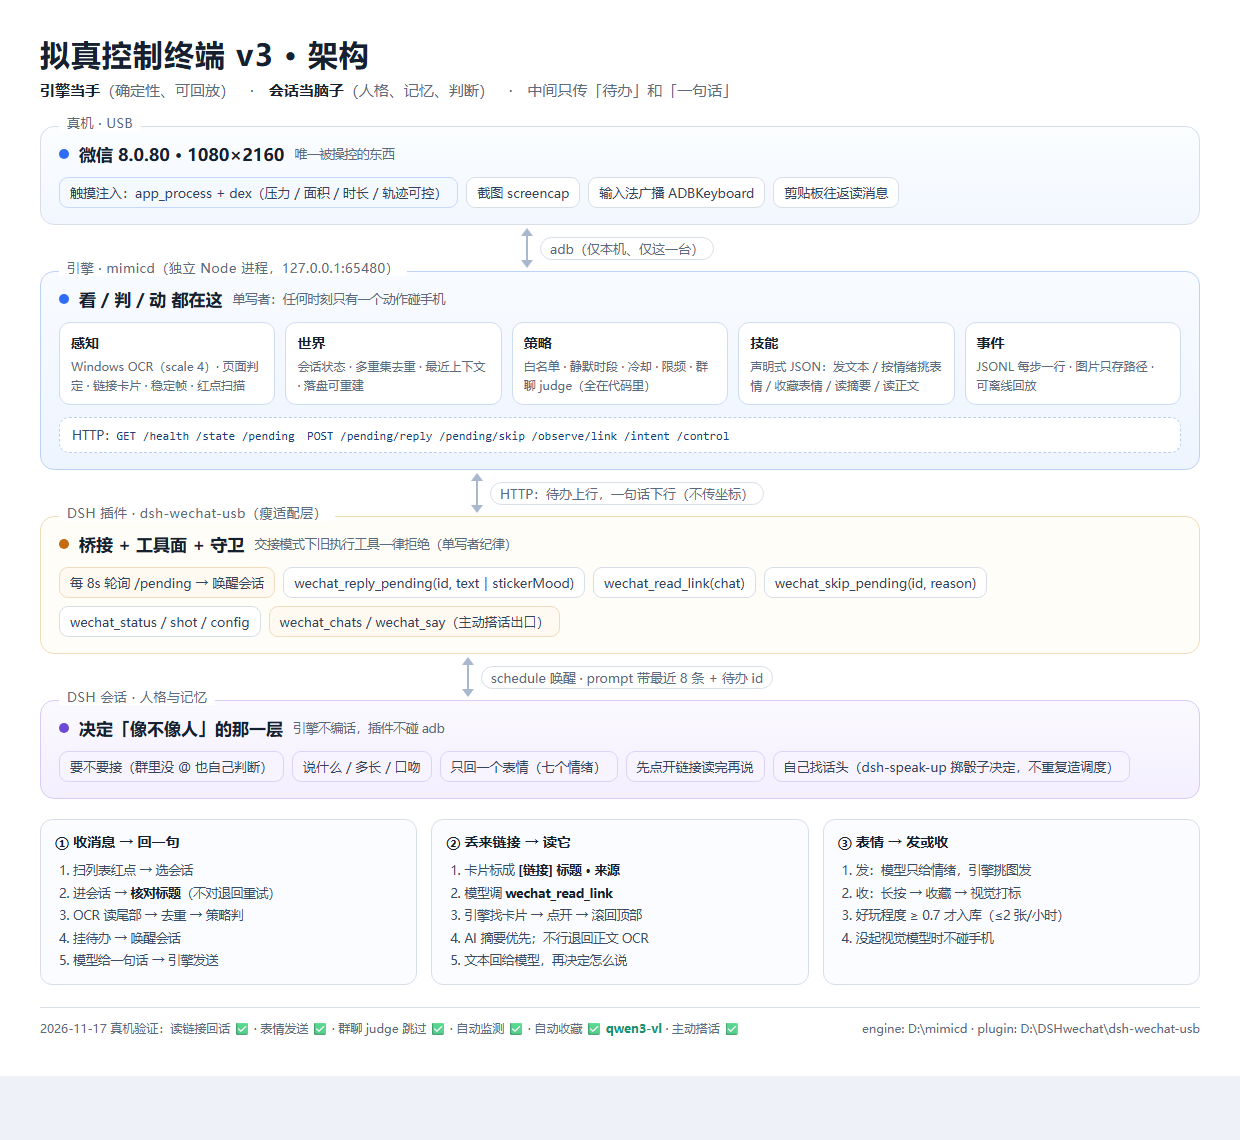 拟真控制终端 v3 • 架构
引擎当手（确定性、可回放） · 会话当脑子（人格、记忆、判断） · 中间只传「待办」和「一句话」
真机 · USB
微信 8.0.80 • 1080×2160 唯一被操控的东西
触摸注入：app_process + dex（压力 / 面积 / 时长 / 轨迹可控） 截图 screencap 输入法广播 ADBKeyboard 剪贴板往返读消息
adb（仅本机、仅这一台）
引擎 · mimicd（独立 Node 进程，127.0.0.1:65480）
看 / 判 / 动 都在这 单写者：任何时刻只有一个动作碰手机
感知
Windows OCR（scale 4） · 页面判
定 · 链接卡片 · 稳定帧 · 红点扫描
世界
会话状态 · 多重集去重 · 最近上下文
· 落盘可重建
策略
白名单 · 静默时段 · 冷却 · 限频 · 群
聊 judge（全在代码里）
技能
声明式 JSON：发文本 / 按情绪挑表
情 / 收藏表情 / 读摘要 / 读正文
事件
JSONL 每步一行 · 图片只存路径 ·
可离线回放
HTTP：GET /health /state /pending POST /pending/reply /pending/skip /observe/link /intent /control
HTTP：待办上行，一句话下行（不传坐标）
DSH 插件 · dsh-wechat-usb（瘦适配层）
桥接 + 工具面 + 守卫 交接模式下旧执行工具一律拒绝（单写者纪律）
每 8s 轮询 /pending → 唤醒会话 wechat_reply_pending(id, text | stickerMood) wechat_read_link(chat) wechat_skip_pending(id, reason)
wechat_status / shot / config wechat_chats / wechat_say（主动搭话出口）
schedule 唤醒 · prompt 带最近 8 条 + 待办 id
DSH 会话 · 人格与记忆
决定「像不像人」的那一层 引擎不编话，插件不碰 adb
要不要接（群里没 @ 也自己判断） 说什么 / 多长 / 口吻 只回一个表情（七个情绪） 先点开链接读完再说 自己找话头（dsh-speak-up 掷骰子决定，不重复造调度）
① 收消息 → 回一句
1. 扫列表红点 → 选会话
2. 进会话 → 核对标题（不对退回重试）
3. OCR 读尾部 → 去重 → 策略判
4. 挂待办 → 唤醒会话
5. 模型给一句话 → 引擎发送
② 丢来链接 → 读它
1. 卡片标成 [链接] 标题 • 来源
2. 模型调 wechat_read_link
3. 引擎找卡片 → 点开 → 滚回顶部
4. AI 摘要优先；不行退回正文 OCR
5. 文本回给模型，再决定怎么说
③ 表情 → 发或收
1. 发：模型只给情绪，引擎挑图发
2. 收：长按 → 收藏 → 视觉打标
3. 好玩程度 ≥ 0.7 才入库（≤2 张/小时）
4. 没起视觉模型时不碰手机
2026-11-17 真机验证：读链接回话 ✅ · 表情发送 ✅ · 群聊 judge 跳过 ✅ · 自动监测 ✅ · 自动收藏 ✅ qwen3-vl · 主动搭话 ✅
engine: D:\mimicd · plugin: D:\DSHwechat\dsh-wechat-usb